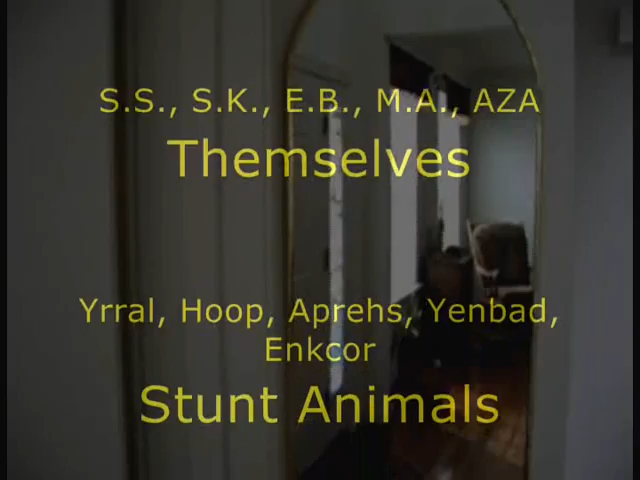 S.S., S.K., E.B., M.A., AZA
Themselves
Yrral, Hoop, Aprehs, Yenbad,
Enkcor
Stunt Animals